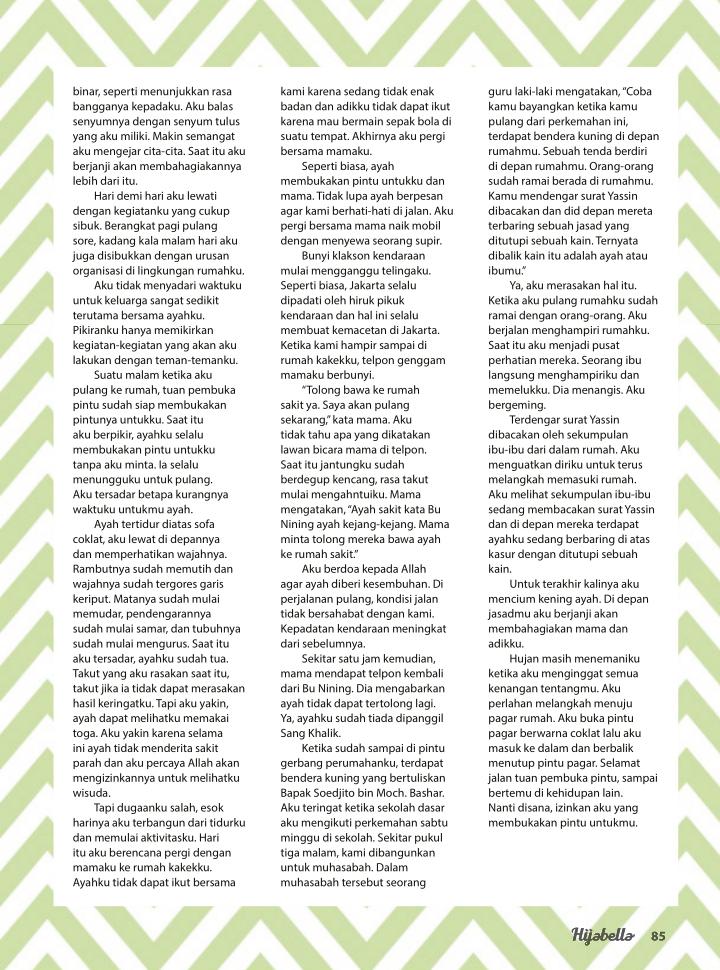 binar, seperti menunjukkan rasa
bangganya kepadaku. Aku balas
senyumnya dengan senyum tulus
yang aku miliki. Makin semangat
aku mengejar cita-cita. Saat itu aku
berjanji akan membahagiakannya
lebih dari itu.
Hari demi hari aku lewati
dengan kegiatanku yang cukup
sibuk. Berangkat pagi pulang
sore, kadang kala malam hari aku
juga disibukkan dengan urusan
organisasi di lingkungan rumahku.
Aku tidak menyadari waktuku
untuk keluarga sangat sedikit
terutama bersama ayahku.
Pikiranku hanya memikirkan
kegiatan-kegiatan yang akan aku
lakukan dengan teman-temanku.
Suatu malam ketika aku
pulang ke rumah, tuan pembuka
pintu sudah siap membukakan
pintunya untukku. Saat itu
aku berpikir, ayahku selalu
membukakan pintu untukku
tanpa aku minta. Ia selalu
menungguku untuk pulang.
Aku tersadar betapa kurangnya
waktuku untukmu ayah.
Ayah tertidur diatas sofa
coklat, aku lewat di depannya
dan memperhatikan wajahnya.
Rambutnya sudah memutih dan
wajahnya sudah tergores garis
keriput. Matanya sudah mulai
memudar, pendengarannya
sudah mulai samar, dan tubuhnya
sudah mulai mengurus. Saat itu
aku tersadar, ayahku sudah tua.
Takut yang aku rasakan saat itu,
takut jika ia tidak dapat merasakan
hasil keringatku. Tapi aku yakin,
ayah dapat melihatku memakai
toga. Aku yakin karena selama
ini ayah tidak menderita sakit
parah dan aku percaya Allah akan
mengizinkannya untuk melihatku
wisuda.
Tapi dugaanku salah, esok
harinya aku terbangun dari tidurku
dan memulai aktivitasku. Hari
itu aku berencana pergi dengan
mamaku ke rumah kakekku.
Ayahku tidak dapat ikut bersama
kami karena sedang tidak enak
badan dan adikku tidak dapat ikut
karena mau bermain sepak bola di
suatu tempat. Akhirnya aku pergi
bersama mamaku.
Seperti biasa, ayah
membukakan pintu untukku dan
mama. Tidak lupa ayah berpesan
agar kami berhati-hati di jalan. Aku
pergi bersama mama naik mobil
dengan menyewa seorang supir.
Bunyi klakson kendaraan
mulai mengganggu telingaku.
Seperti biasa, Jakarta selalu
dipadati oleh hiruk pikuk
kendaraan dan hal ini selalu
membuat kemacetan di Jakarta.
Ketika kami hampir sampai di
rumah kakekku, telpon genggam
mamaku berbunyi.
"Tolong bawa ke rumah
sakit ya. Saya akan pulang
sekarang," kata mama. Aku
tidak tahu apa yang dikatakan
lawan bicara mama di telpon.
Saat itu jantungku sudah
berdegup kencang, rasa takut
mulai mengahntuiku. Mama
mengatakan, "Ayah sakit kata Bu
Nining ayah kejang-kejang. Mama
minta tolong mereka bawa ayah
ke rumah sakit."
Aku berdoa kepada Allah
agar ayah diberi kesembuhan. Di
perjalanan pulang, kondisi jalan
tidak bersahabat dengan kami.
Kepadatan kendaraan meningkat
dari sebelumnya.
Sekitar satu jam kemudian,
mama mendapat telpon kembali
dari Bu Nining. Dia mengabarkan
ayah tidak dapat tertolong lagi.
Ya, ayahku sudah tiada dipanggil
Sang Khalik.
Ketika sudah sampai di pintu
gerbang perumahanku, terdapat
bendera kuning yang bertuliskan
Bapak Soedjito bin Moch. Bashar.
Aku teringat ketika sekolah dasar
aku mengikuti perkemahan sabtu
minggu di sekolah. Sekitar pukul
tiga malam, kami dibangunkan
untuk muhasabah. Dalam
muhasabah tersebut seorang
guru laki-laki mengatakan, "Coba
kamu bayangkan ketika kamu
pulang dari perkemahan ini,
terdapat bendera kuning di depan
rumahmu. Sebuah tenda berdiri
di depan rumahmu. Orang-orang
sudah ramai berada di rumahmu.
Kamu mendengar surat Yassin
dibacakan dan did depan mereta
terbaring sebuah jasad yang
ditutupi sebuah kain. Ternyata
dibalik kain itu adalah ayah atau
ibumu."
Ya, aku merasakan hal itu.
Ketika aku pulang rumahku sudah
ramai dengan orang-orang. Aku
berjalan menghampiri rumahku.
Saat itu aku menjadi pusat
perhatian mereka. Seorang ibu
langsung menghampiriku dan
memelukku. Dia menangis. Aku
bergeming.
Terdengar surat Yassin
dibacakan oleh sekumpulan
ibu-ibu dari dalam rumah. Aku
menguatkan diriku untuk terus
melangkah memasuki rumah.
Aku melihat sekumpulan ibu-ibu
sedang membacakan surat Yassin
dan di depan mereka terdapat
ayahku sedang berbaring di atas
kasur dengan ditutupi sebuah
kain.
Untuk terakhir kalinya aku
mencium kening ayah. Di depan
jasadmu aku berjanji akan
membahagiakan mama dan
adikku.
Hujan masih menemaniku
ketika aku menginggat semua
kenangan tentangmu. Aku
perlahan melangkah menuju
pagar rumah. Aku buka pintu
pagar berwarna coklat lalu aku
masuk ke dalam dan berbalik
menutup pintu pagar. Selamat
jalan tuan pembuka pintu, sampai
bertemu di kehidupan lain.
Nanti disana, izinkan aku yang
membukakan pintu untukmu.
Hijabella 85